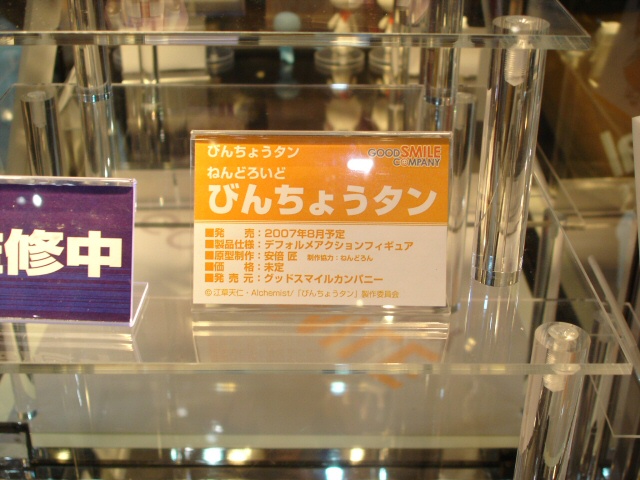 びんちょうタン
GOOD SMILE
COMPANY
ねんどろいど
びんちょうタン
■発　売：2007年8月予定
■製品仕様：デフォルメアクションフィギュア
■原型制作：安倍 匠　制作協力：ねんどろん
■価　格：未定
■発 売 元：グッドスマイルカンパニー
© 江草天仁・Alchemist/「びんちょうタン」製作委員会
修中